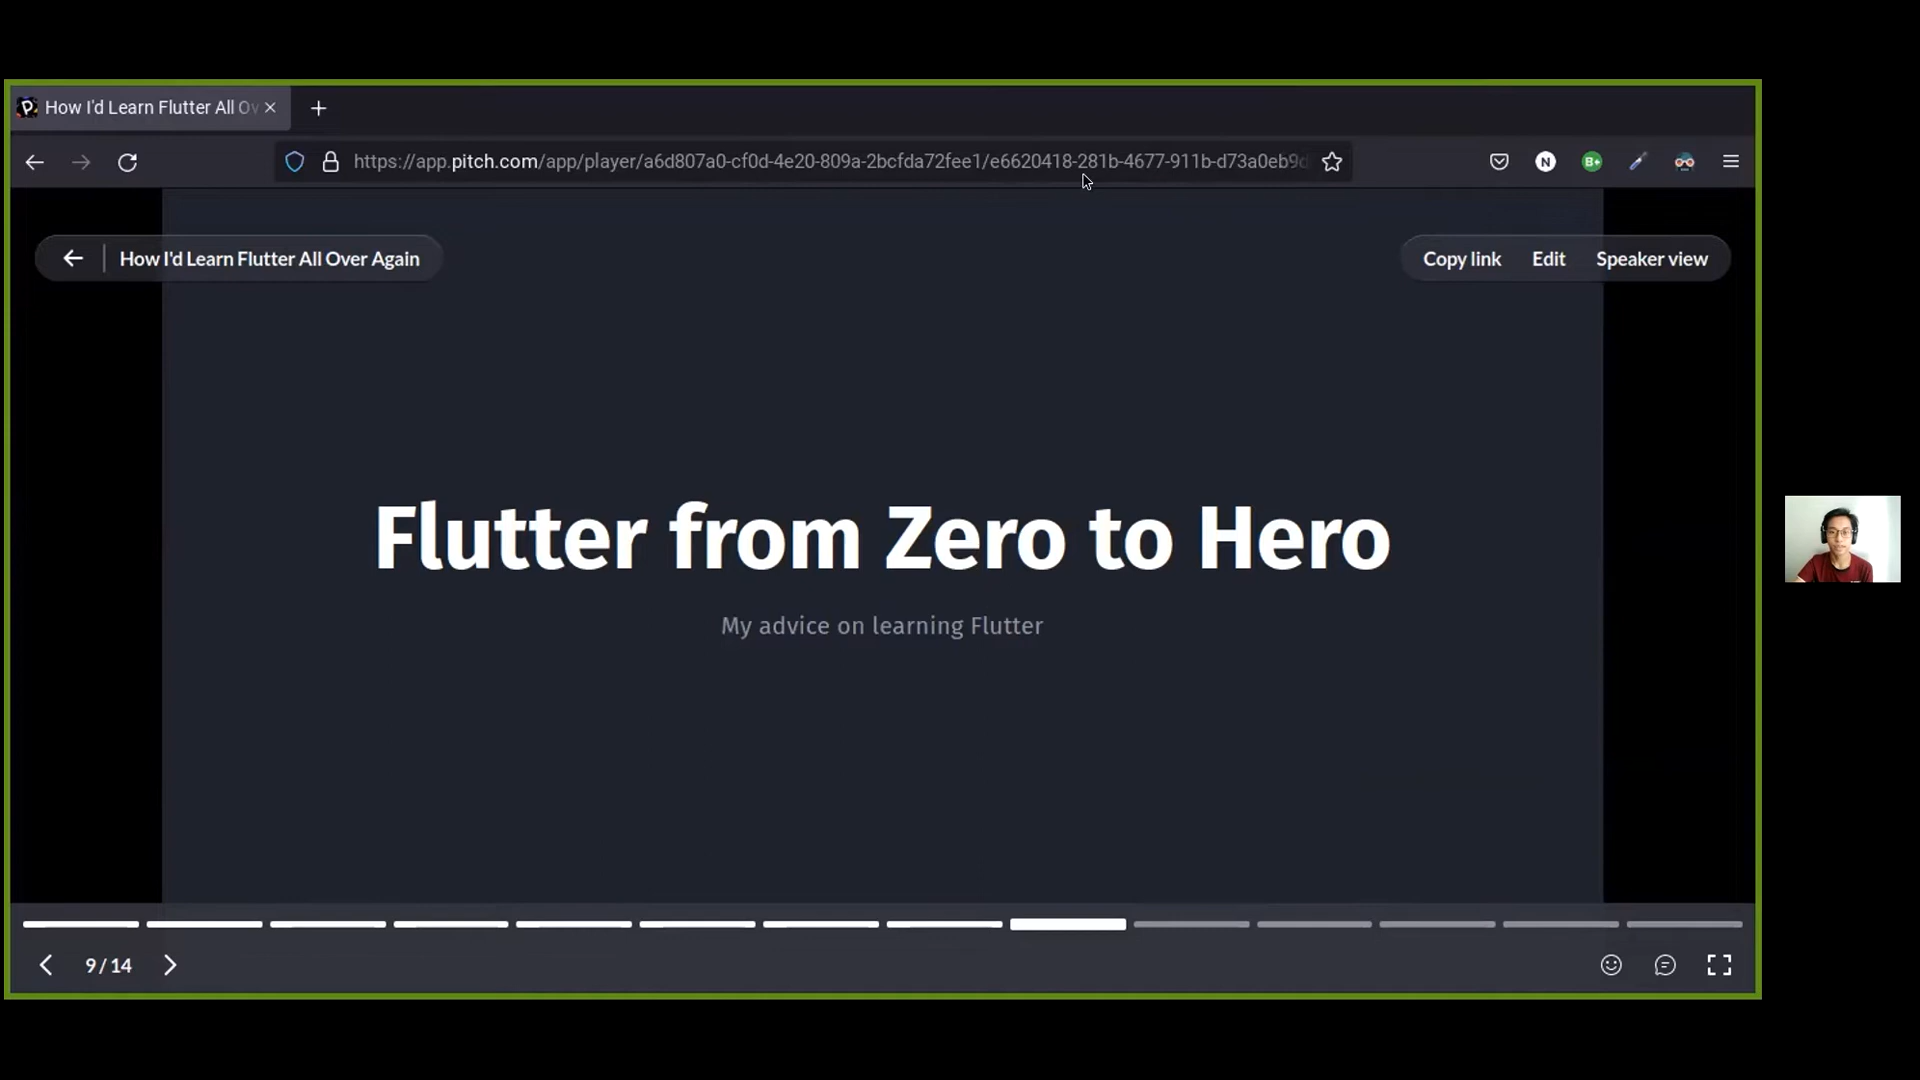 How I'd Learn Flutter All Ov
https://app.pitch.com/app/player/a6d807a0-cf0d-4e20-809a-2bcfda72fee1/e6620418-281b-4677-911b-d73a0eb9d
N
B+
How I'd Learn Flutter All Over Again
Copy link
Edit
Speaker view
Flutter from Zero to Hero
My advice on learning Flutter
9 / 14